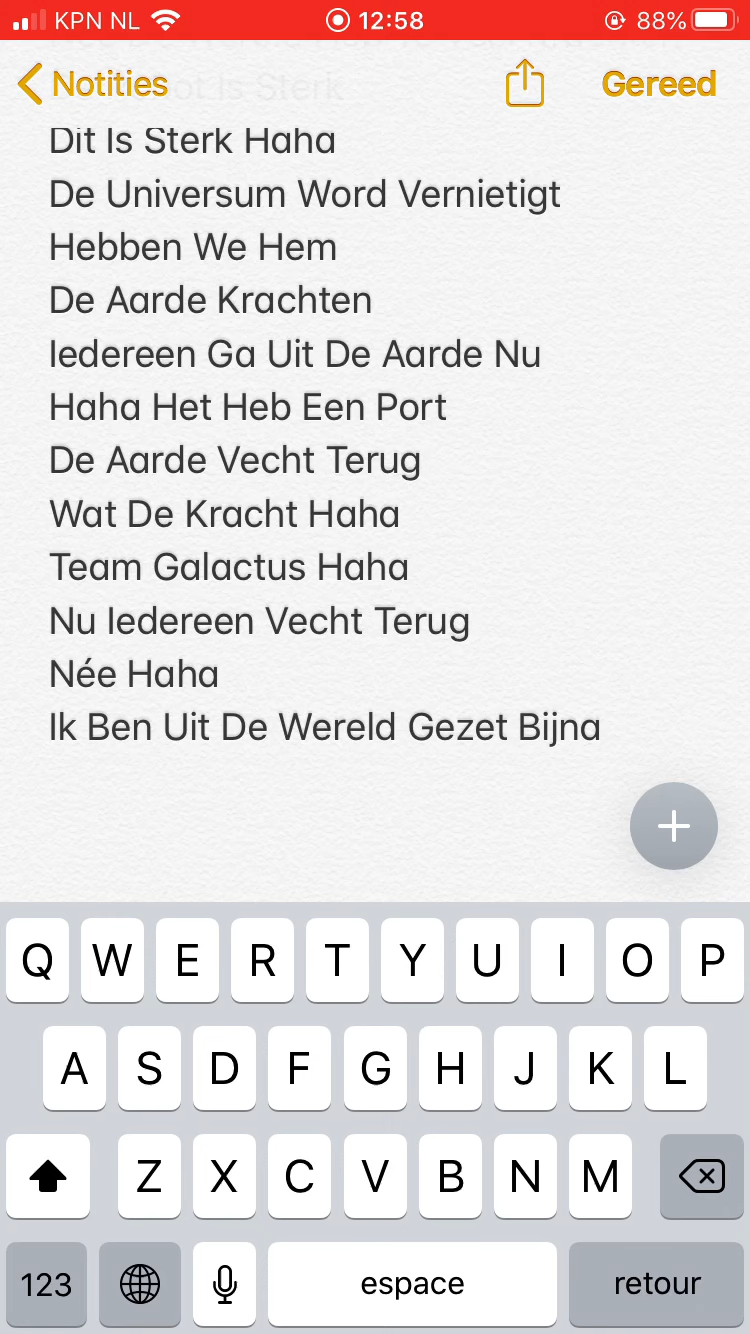 KPN NL 12:58 88%
Notities Gereed
Dit Is Sterk Haha
De Universum Word Vernietigt
Hebben We Hem
De Aarde Krachten
Iedereen Ga Uit De Aarde Nu
Haha Het Heb Een Port
De Aarde Vecht Terug
Wat De Kracht Haha
Team Galactus Haha
Nu Iedereen Vecht Terug
Née Haha
Ik Ben Uit De Wereld Gezet Bijna
Q W E R T Y U I O P
A S D F G H J K L
Z X C V B N M
123 espace retour